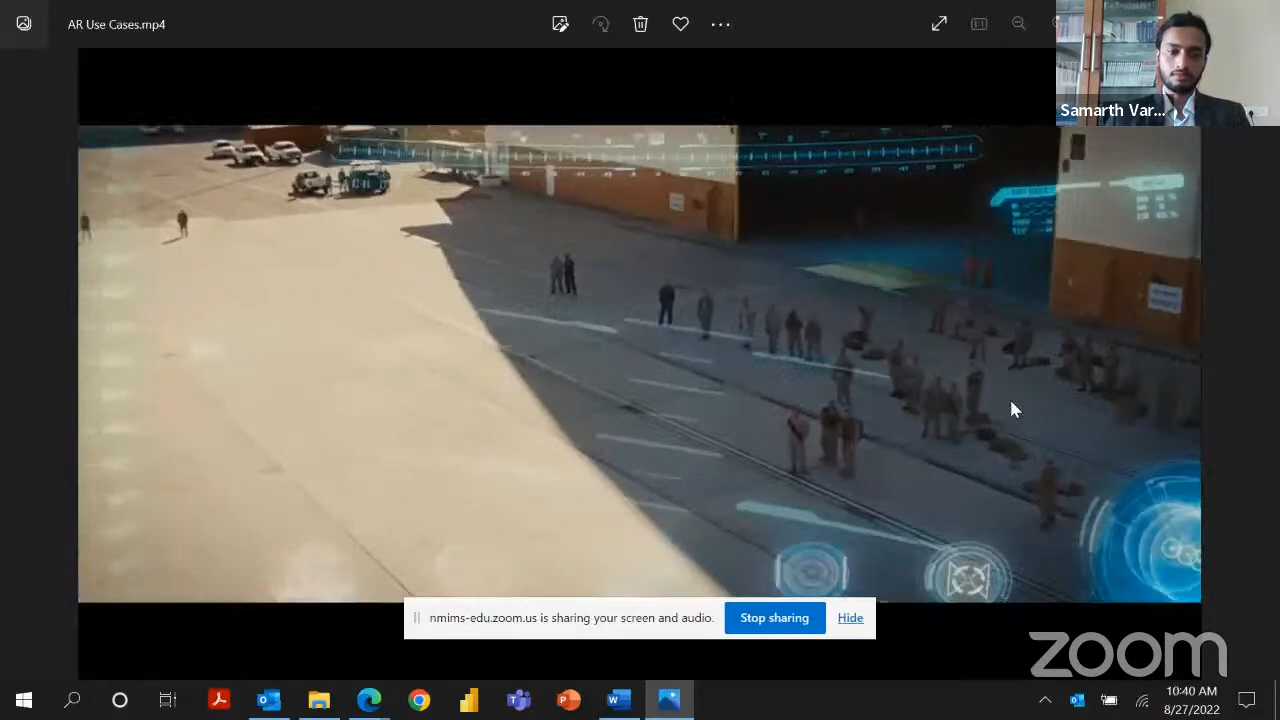 AR Use Cases.mp4
Samarth Var...
nmims-edu.zoom.us is sharing your screen and audio.
Stop sharing
Hide
zoom
10:40 AM
8/27/2022